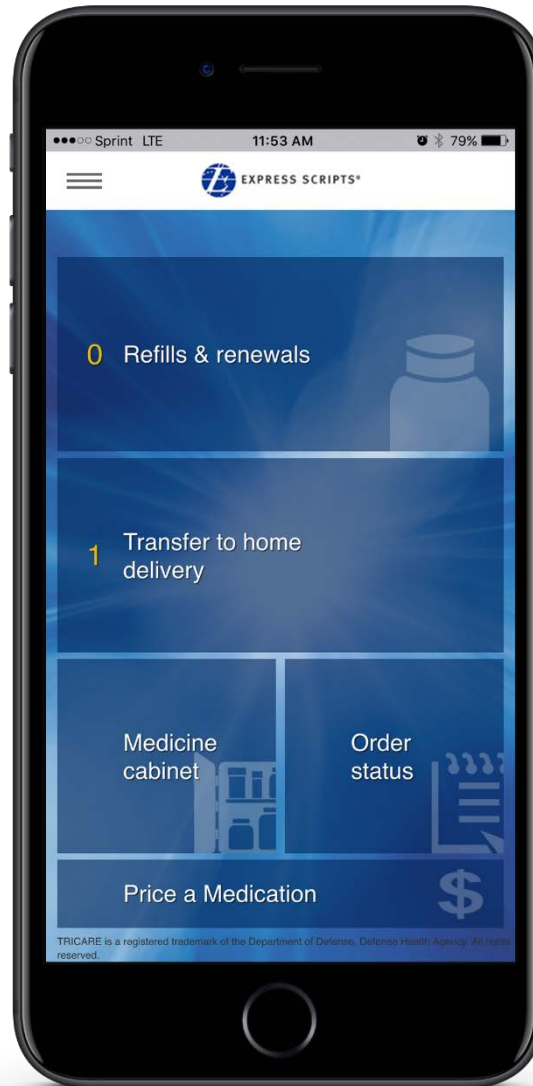 Sprint LTE 11:53 AM 79%
EXPRESS SCRIPTS®
0 Refills & renewals
1 Transfer to home
delivery
Medicine
cabinet
Order
status
Price a Medication
$
TRICARE is a registered trademark of the Department of Defense, Defense Health Agency. All rights
reserved.